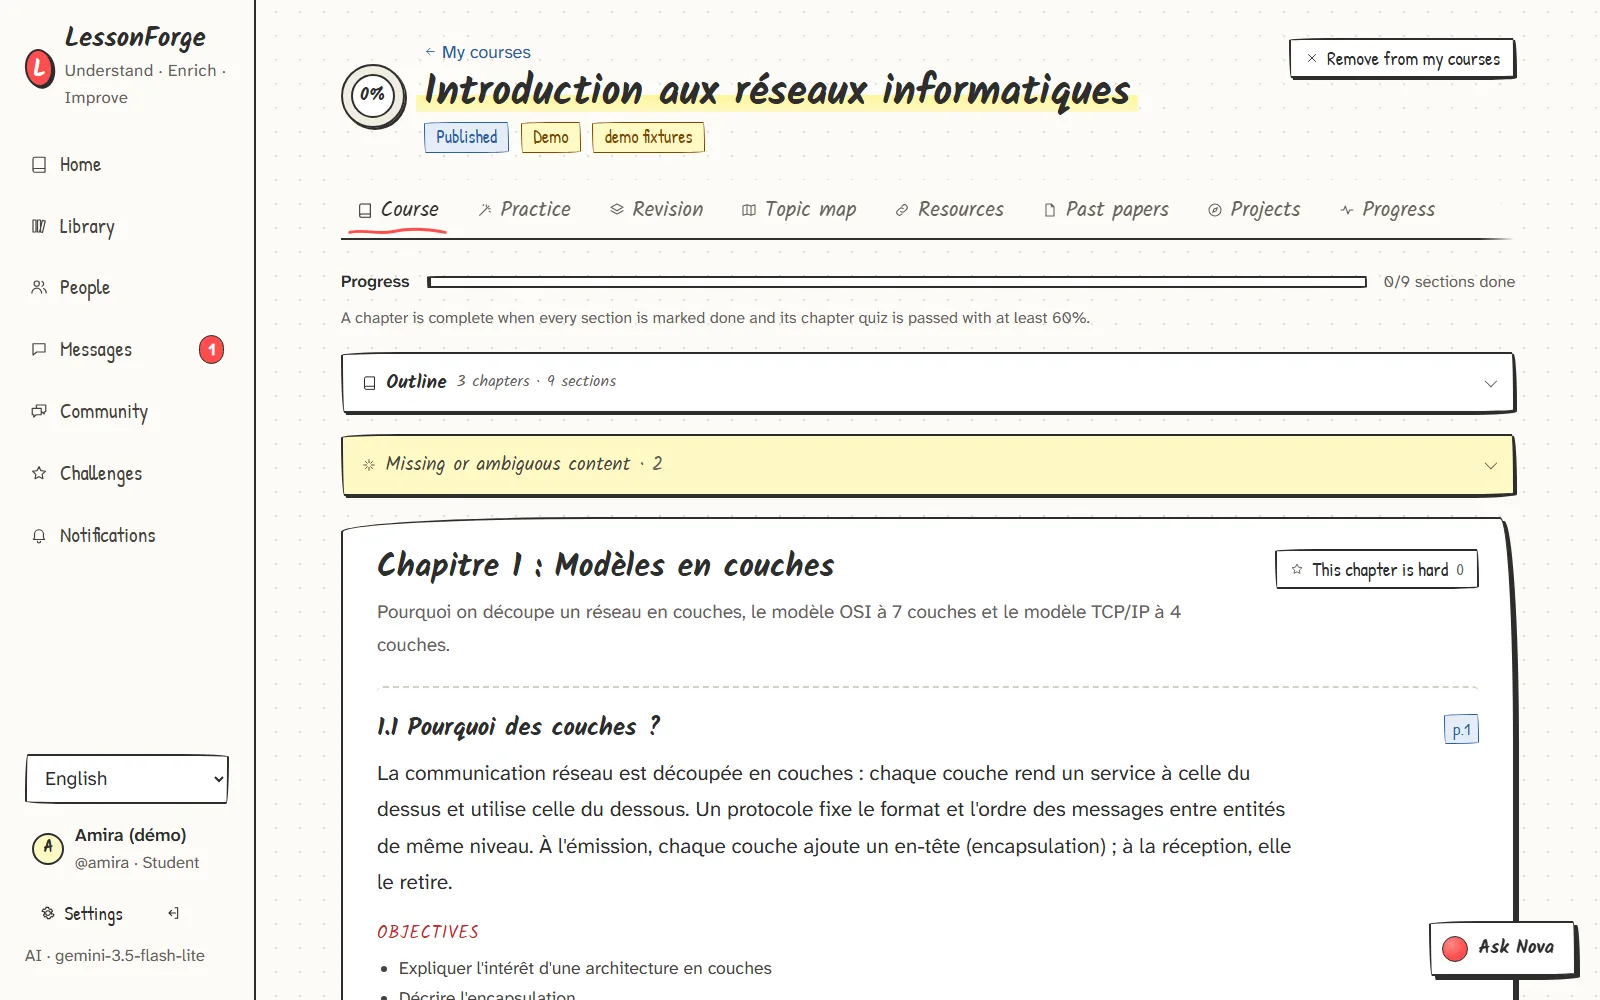 LessonForge
L
Understand · Enrich ·
Improve
Home
Library
People
Messages
1
Community
Challenges
Notifications
English
A
Amira (démo)
@amira · Student
Settings
AI · gemini-3.5-flash-lite
← My courses
× Remove from my courses
0%
Introduction aux réseaux informatiques
Published
Demo
demo fixtures
Course
Practice
Revision
Topic map
Resources
Past papers
Projects
Progress
Progress
0/9 sections done
A chapter is complete when every section is marked done and its chapter quiz is passed with at least 60%.
Outline 3 chapters · 9 sections
Missing or ambiguous content · 2
Chapitre 1 : Modèles en couches
This chapter is hard 0
Pourquoi on découpe un réseau en couches, le modèle OSI à 7 couches et le modèle TCP/IP à 4
couches.
1.1 Pourquoi des couches ?
p.1
La communication réseau est découpée en couches : chaque couche rend un service à celle du
dessus et utilise celle du dessous. Un protocole fixe le format et l'ordre des messages entre entités
de même niveau. À l'émission, chaque couche ajoute un en-tête (encapsulation) ; à la réception, elle
le retire.
OBJECTIVES
• Expliquer l'intérêt d'une architecture en couches
• Décrire l'encapsulation
Ask Nova